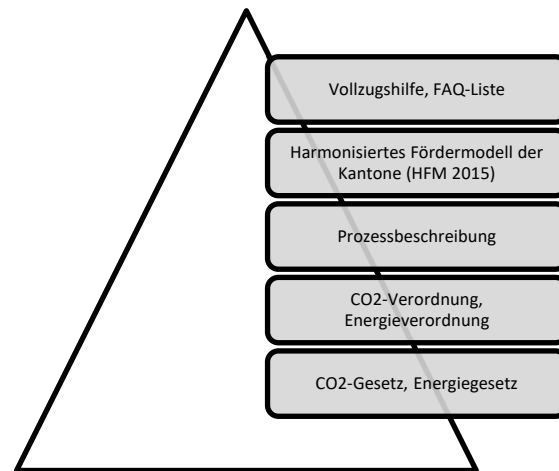 Vollzugshilfe, FAQ-Liste
Harmonisiertes Fördermodell der
Kantone (HFM 2015)
Prozessbeschreibung
CO2-Verordnung,
Energieverordnung
CO2-Gesetz, Energiegesetz